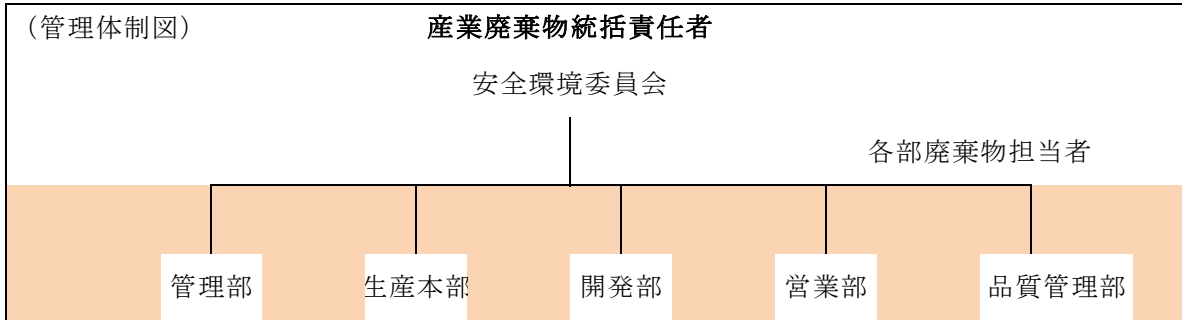 （管理体制図）
産業廃棄物統括責任者
安全環境委員会
各部廃棄物担当者
管理部
生産本部
開発部
営業部
品質管理部